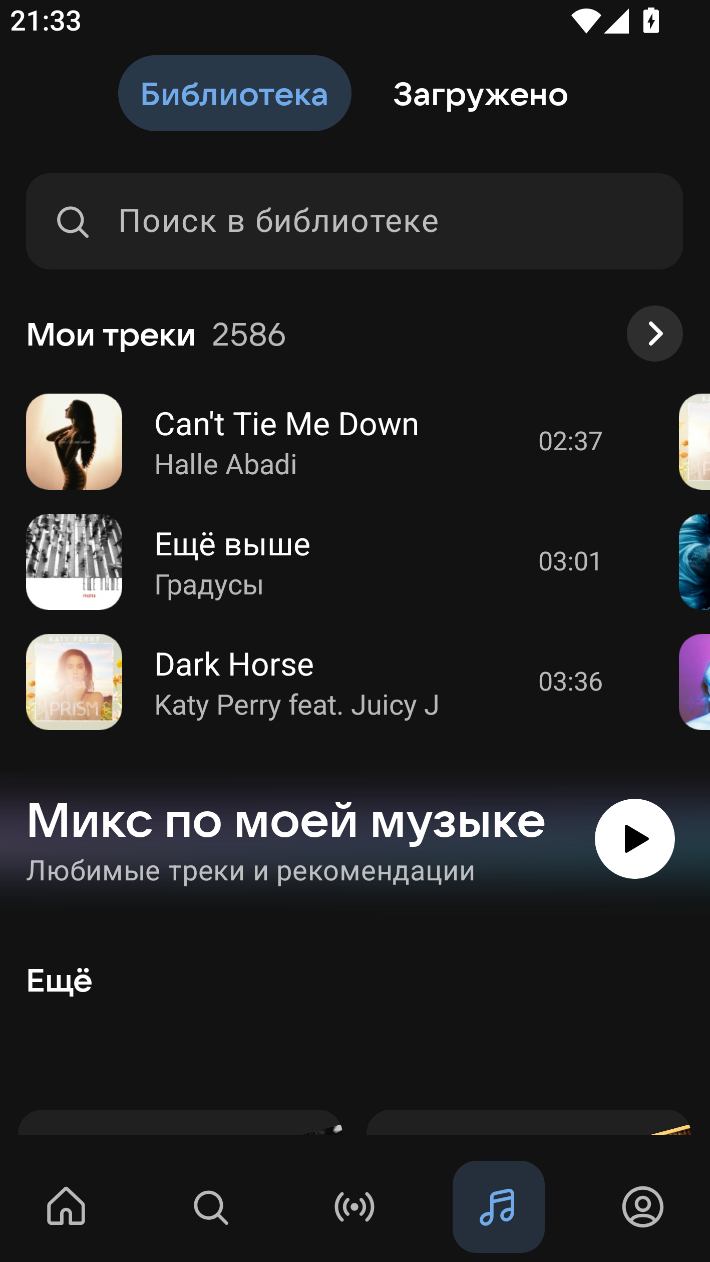 21:33
Библиотека
Загружено
Поиск в библиотеке
Мои треки 2586
Can't Tie Me Down
Halle Abadi
02:37
Ещё выше
Градусы
03:01
Dark Horse
Katy Perry feat. Juicy J
03:36
PRISM
Микс по моей музыке
Любимые треки и рекомендации
Ещё